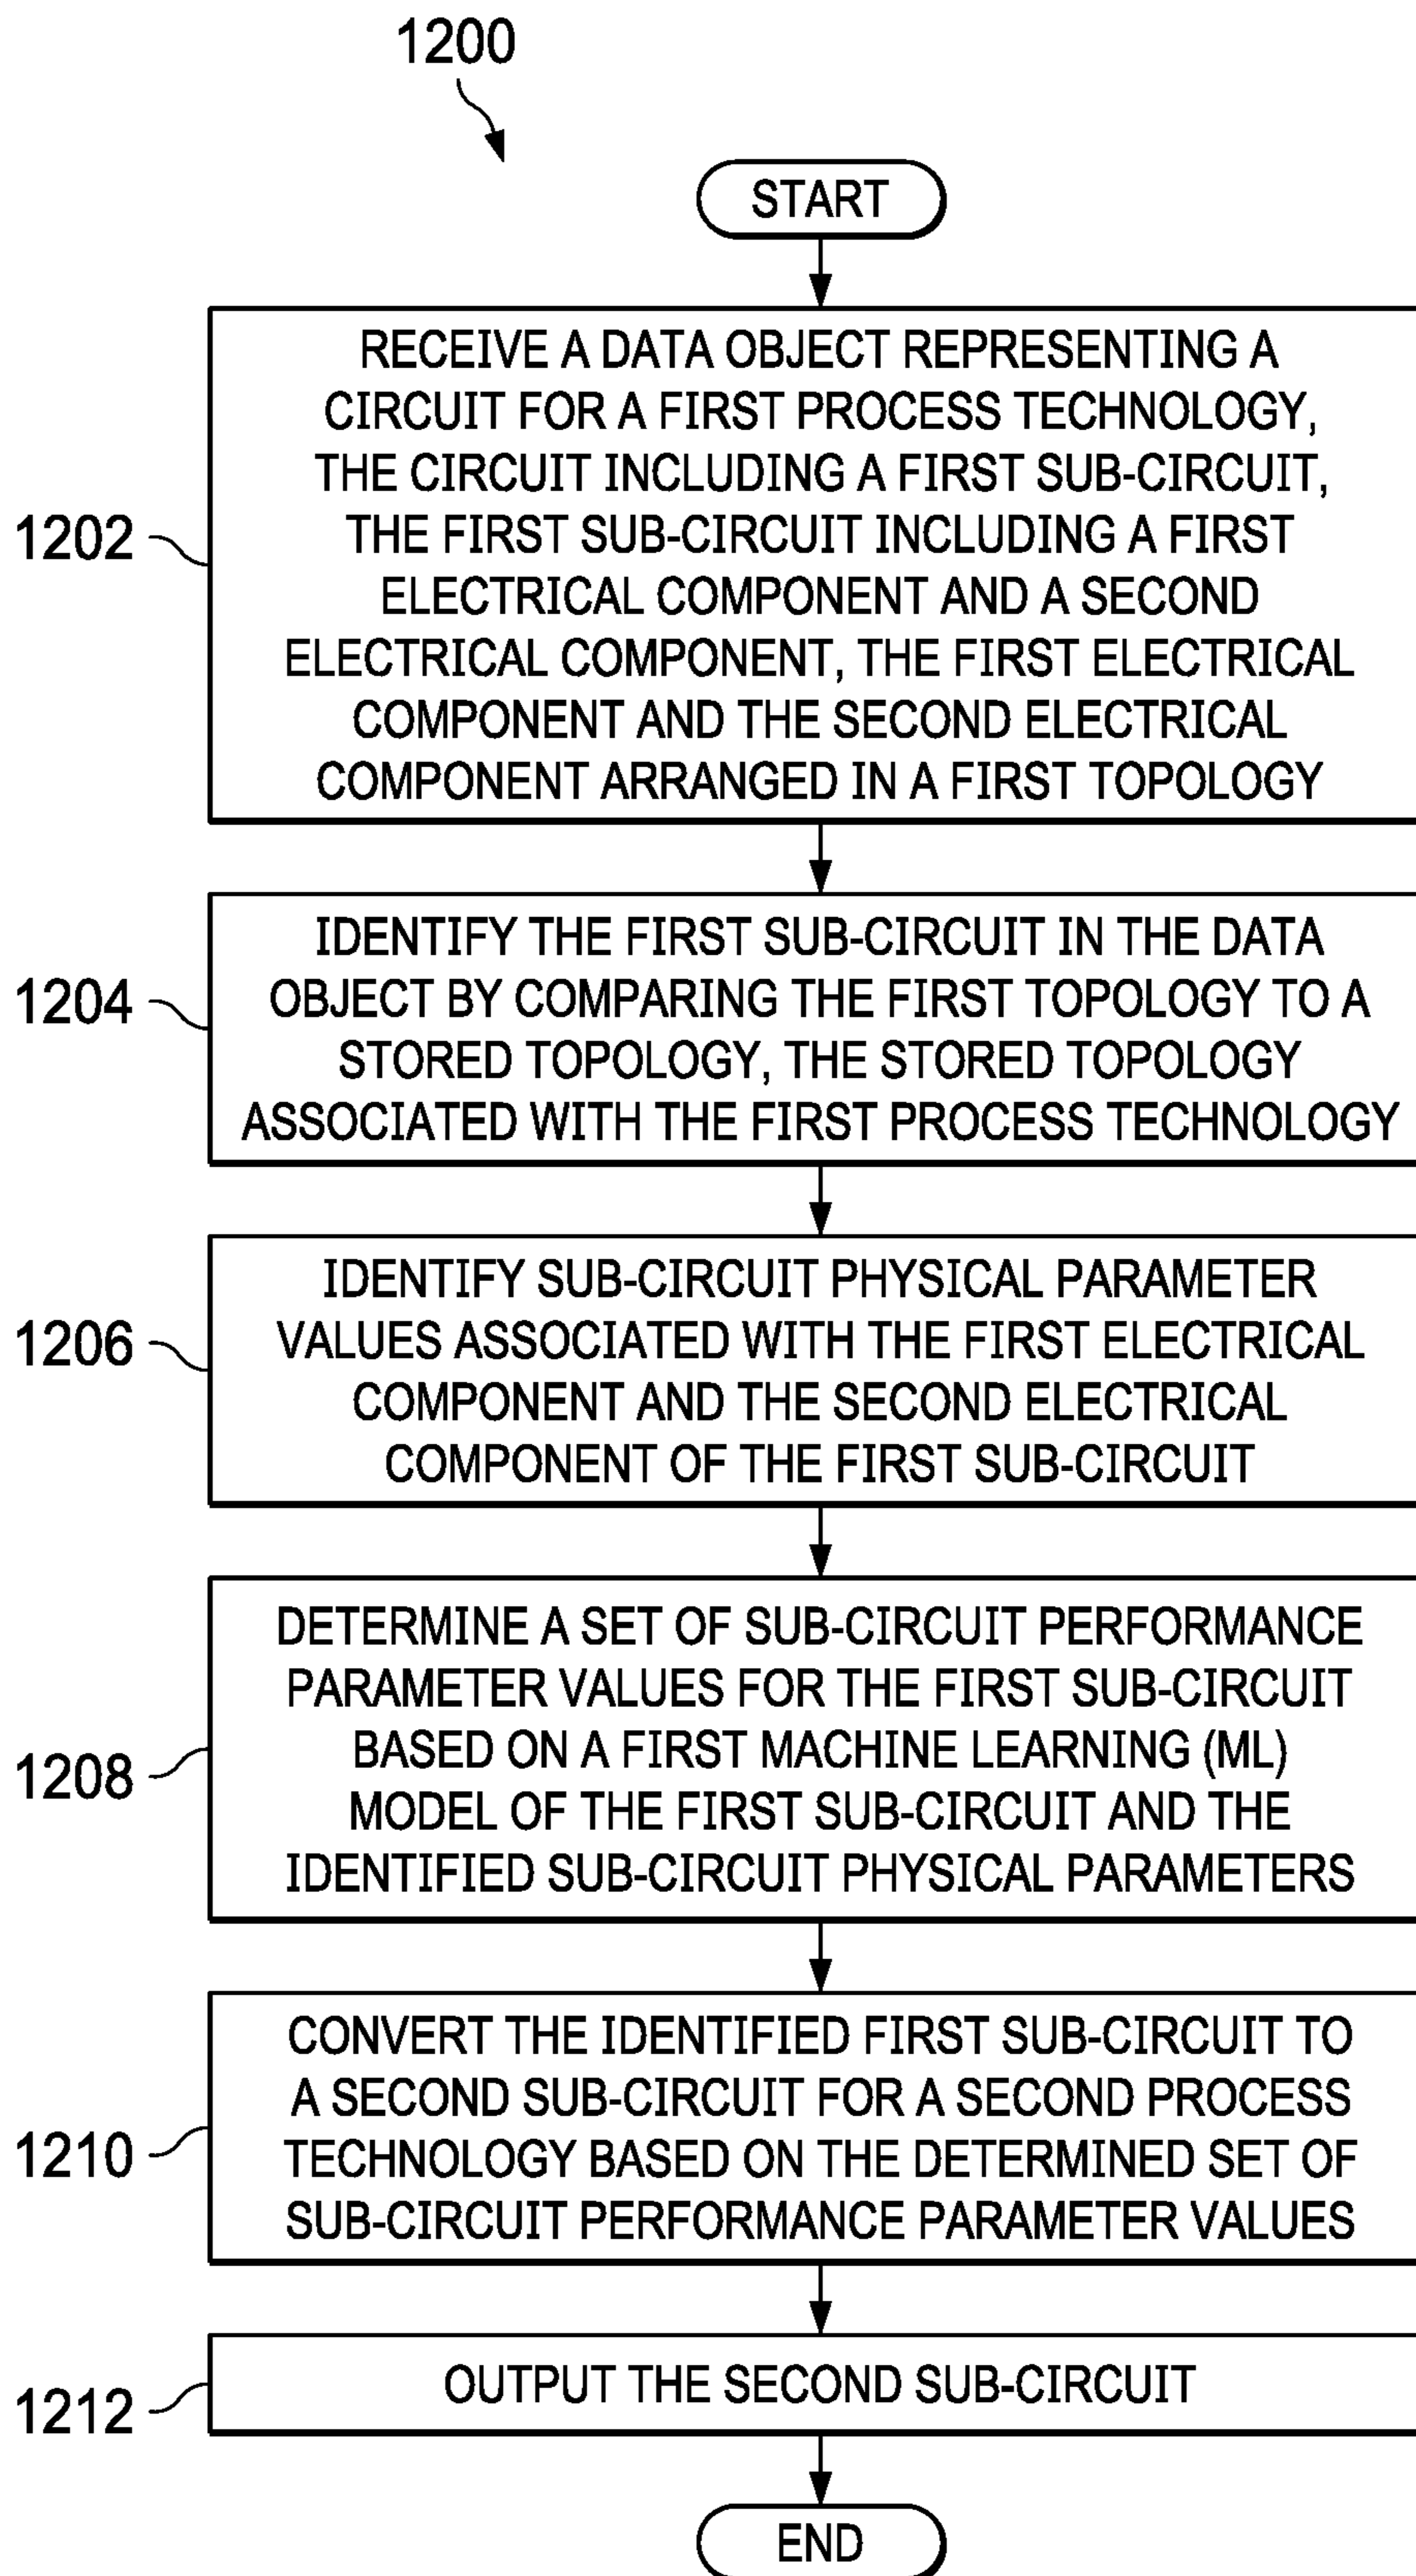 1200
START
RECEIVE A DATA OBJECT REPRESENTING A
CIRCUIT FOR A FIRST PROCESS TECHNOLOGY,
THE CIRCUIT INCLUDING A FIRST SUB-CIRCUIT,
THE FIRST SUB-CIRCUIT INCLUDING A FIRST
ELECTRICAL COMPONENT AND A SECOND
ELECTRICAL COMPONENT, THE FIRST ELECTRICAL
COMPONENT AND THE SECOND ELECTRICAL
COMPONENT ARRANGED IN A FIRST TOPOLOGY
1202
IDENTIFY THE FIRST SUB-CIRCUIT IN THE DATA
OBJECT BY COMPARING THE FIRST TOPOLOGY TO A
STORED TOPOLOGY, THE STORED TOPOLOGY
ASSOCIATED WITH THE FIRST PROCESS TECHNOLOGY
1204
IDENTIFY SUB-CIRCUIT PHYSICAL PARAMETER
VALUES ASSOCIATED WITH THE FIRST ELECTRICAL
COMPONENT AND THE SECOND ELECTRICAL
COMPONENT OF THE FIRST SUB-CIRCUIT
1206
DETERMINE A SET OF SUB-CIRCUIT PERFORMANCE
PARAMETER VALUES FOR THE FIRST SUB-CIRCUIT
BASED ON A FIRST MACHINE LEARNING (ML)
MODEL OF THE FIRST SUB-CIRCUIT AND THE
IDENTIFIED SUB-CIRCUIT PHYSICAL PARAMETERS
1208
CONVERT THE IDENTIFIED FIRST SUB-CIRCUIT TO
A SECOND SUB-CIRCUIT FOR A SECOND PROCESS
TECHNOLOGY BASED ON THE DETERMINED SET OF
SUB-CIRCUIT PERFORMANCE PARAMETER VALUES
1210
OUTPUT THE SECOND SUB-CIRCUIT
1212
END